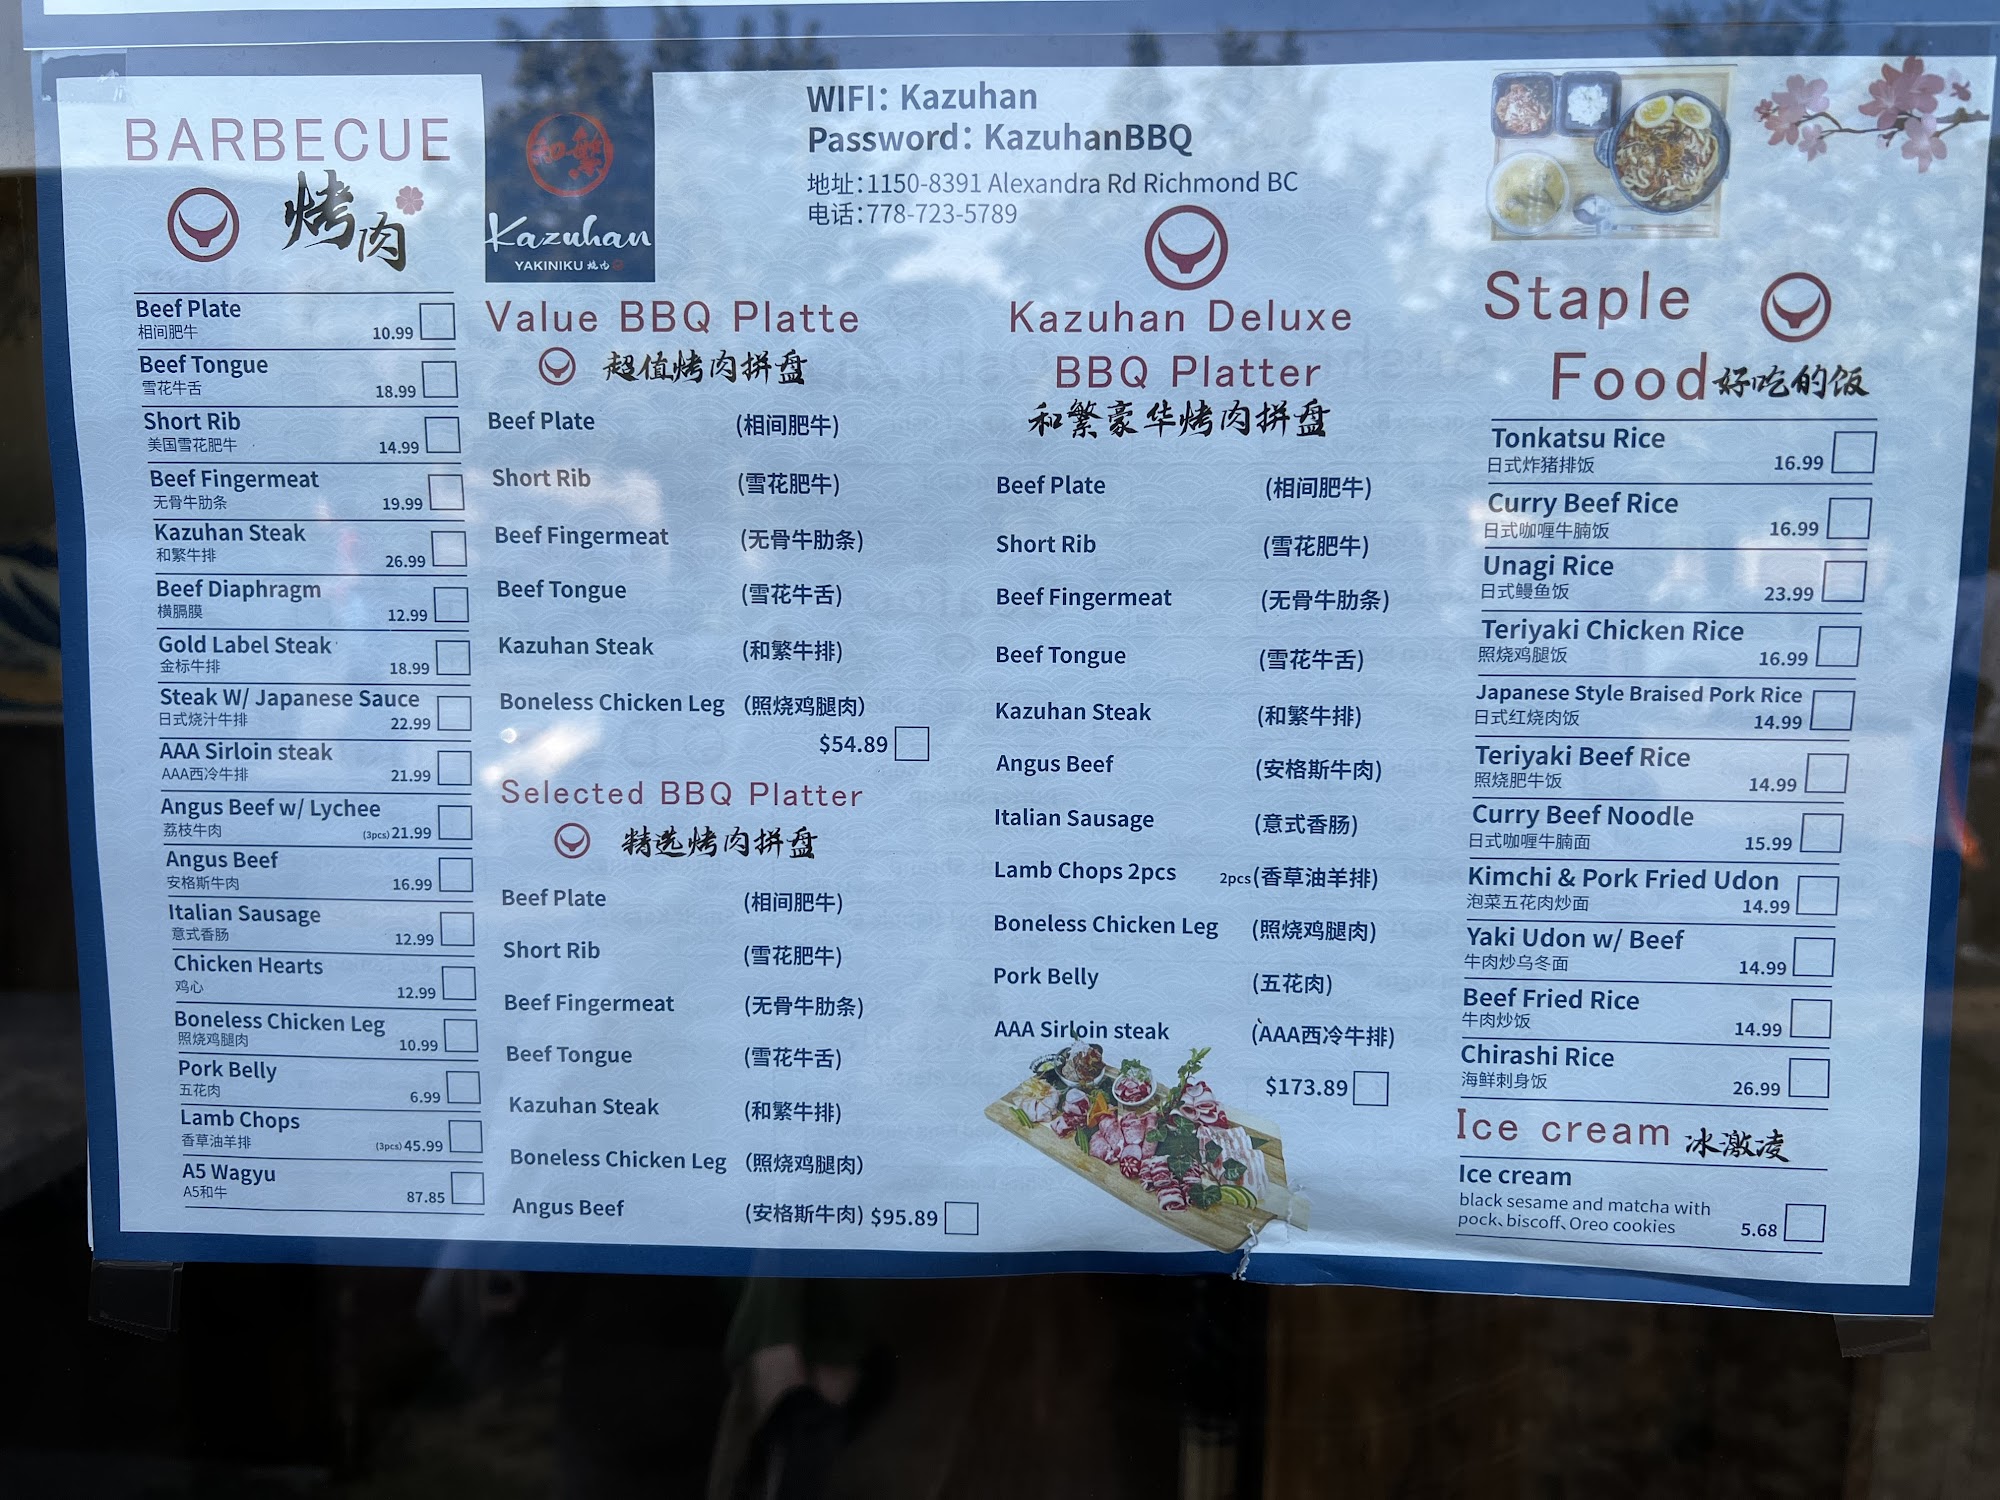 BARBECUE
烤肉
Beef Plate
相间肥牛
10.99
Beef Tongue
雪花牛舌
18.99
Short Rib
美国雪花肥牛
14.99
Beef Fingermeat
无骨牛肋条
19.99
Kazuhan Steak
和繁牛排
26.99
Beef Diaphragm
横膈膜
12.99
Gold Label Steak
金标牛排
18.99
Steak W/ Japanese Sauce
日式烧汁牛排
22.99
AAA Sirloin steak
AAA西冷牛排
21.99
Angus Beef w/ Lychee
荔枝牛肉
(3pcs) 21.99
Angus Beef
安格斯牛肉
16.99
Italian Sausage
意式香肠
12.99
Chicken Hearts
鸡心
12.99
Boneless Chicken Leg
照烧鸡腿肉
10.99
Pork Belly
五花肉
6.99
Lamb Chops
香草油羊排
(3pcs) 45.99
A5 Wagyu
A5和牛
87.85
和繁
Kazuhan
YAKINIKU 烧肉
WIFI: Kazuhan
Password: KazuhanBBQ
地址:1150-8391 Alexandra Rd Richmond BC
电话:778-723-5789
Value BBQ Platte
超值烤肉拼盘
Beef Plate (相间肥牛)
Short Rib (雪花肥牛)
Beef Fingermeat (无骨牛肋条)
Beef Tongue (雪花牛舌)
Kazuhan Steak (和繁牛排)
Boneless Chicken Leg (照烧鸡腿肉)
$54.89
Selected BBQ Platter
精选烤肉拼盘
Beef Plate (相间肥牛)
Short Rib (雪花肥牛)
Beef Fingermeat (无骨牛肋条)
Beef Tongue (雪花牛舌)
Kazuhan Steak (和繁牛排)
Boneless Chicken Leg (照烧鸡腿肉)
Angus Beef (安格斯牛肉) $95.89
Kazuhan Deluxe
BBQ Platter
和繁豪华烤肉拼盘
Beef Plate (相间肥牛)
Short Rib (雪花肥牛)
Beef Fingermeat (无骨牛肋条)
Beef Tongue (雪花牛舌)
Kazuhan Steak (和繁牛排)
Angus Beef (安格斯牛肉)
Italian Sausage (意式香肠)
Lamb Chops 2pcs 2pcs(香草油羊排)
Boneless Chicken Leg (照烧鸡腿肉)
Pork Belly (五花肉)
AAA Sirloin steak (AAA西冷牛排)
$173.89
Staple
Food 好吃的饭
Tonkatsu Rice
日式炸猪排饭
16.99
Curry Beef Rice
日式咖喱牛腩饭
16.99
Unagi Rice
日式鳗鱼饭
23.99
Teriyaki Chicken Rice
照烧鸡腿饭
16.99
Japanese Style Braised Pork Rice
日式红烧肉饭
14.99
Teriyaki Beef Rice
照烧肥牛饭
14.99
Curry Beef Noodle
日式咖喱牛腩面
15.99
Kimchi & Pork Fried Udon
泡菜五花肉炒面
14.99
Yaki Udon w/ Beef
牛肉炒乌冬面
14.99
Beef Fried Rice
牛肉炒饭
14.99
Chirashi Rice
海鲜刺身饭
26.99
Ice cream 冰激凌
Ice cream
black sesame and matcha with
pock、biscoff、Oreo cookies
5.68